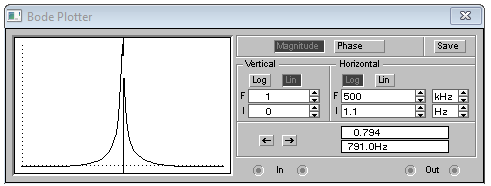 Bode Plotter
Magnitude Phase Save
Vertical Horizontal
Log Lin Log Lin
F 1 F 500 kHz
I 0 I 1.1 Hz
0.794
791.0Hz
In Out